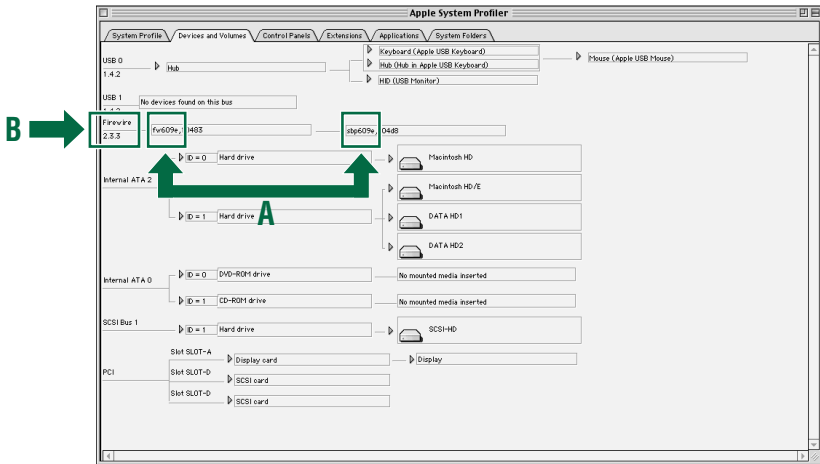 Apple System Profiler
System Profile Devices and Volumes Control Panels Extensions Applications System Folders
USB 0
1.4.2
Hub
Keyboard (Apple USB Keyboard)
Hub (Hub in Apple USB Keyboard)
HID (USB Monitor)
Mouse (Apple USB Mouse)
USB 1
No devices found on this bus
B
Firewire
2.3.3
fw609e, 10483
sbp609e, 104d8
Internal ATA 2
ID = 0 Hard drive
Macintosh HD
Macintosh HD/E
A
ID = 1 Hard drive
DATA HD1
DATA HD2
Internal ATA 0
ID = 0 DVD-ROM drive No mounted media inserted
ID = 1 CD-ROM drive No mounted media inserted
SCSI Bus 1
ID = 1 Hard drive
SCSI-HD
PCI
Slot SLOT-A
Display card Display
Slot SLOT-D
SCSI card
Slot SLOT-D
SCSI card